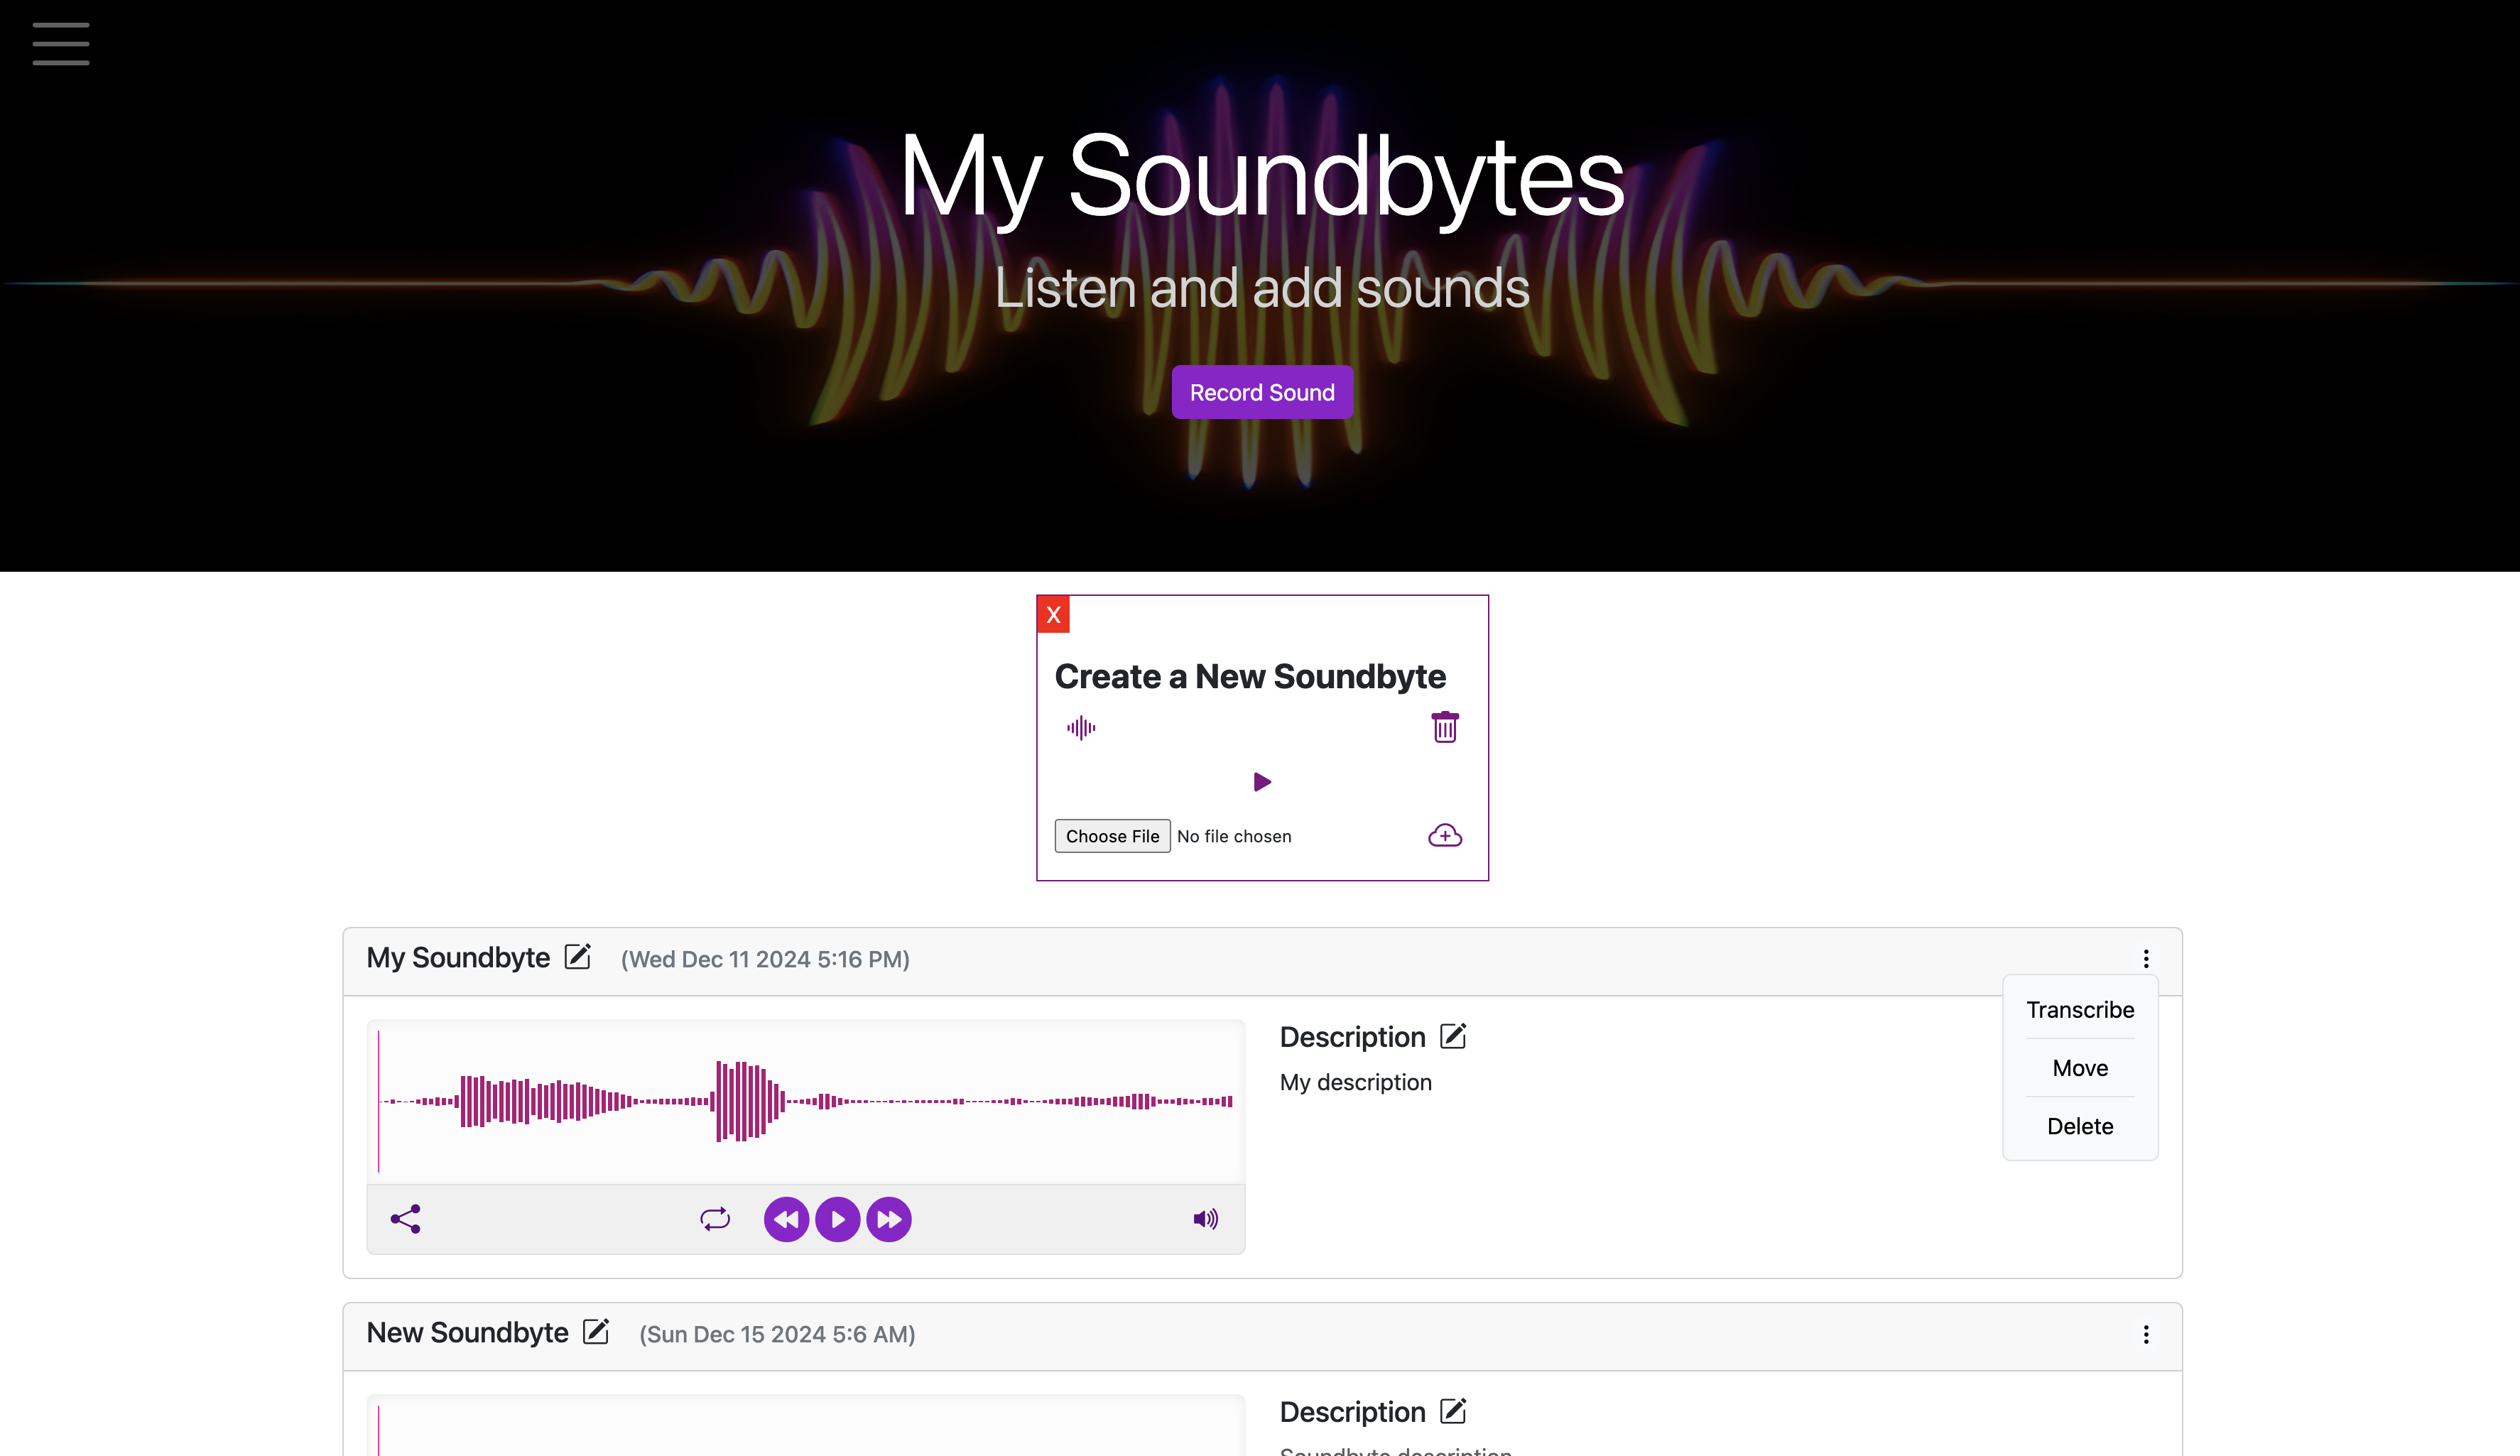 My Soundbytes
Listen and add sounds
Record Sound
X
Create a New Soundbyte
Choose File No file chosen
My Soundbyte (Wed Dec 11 2024 5:16 PM)
Transcribe
Move
Delete
Description
My description
New Soundbyte (Sun Dec 15 2024 5:6 AM)
Description
Soundbyte description